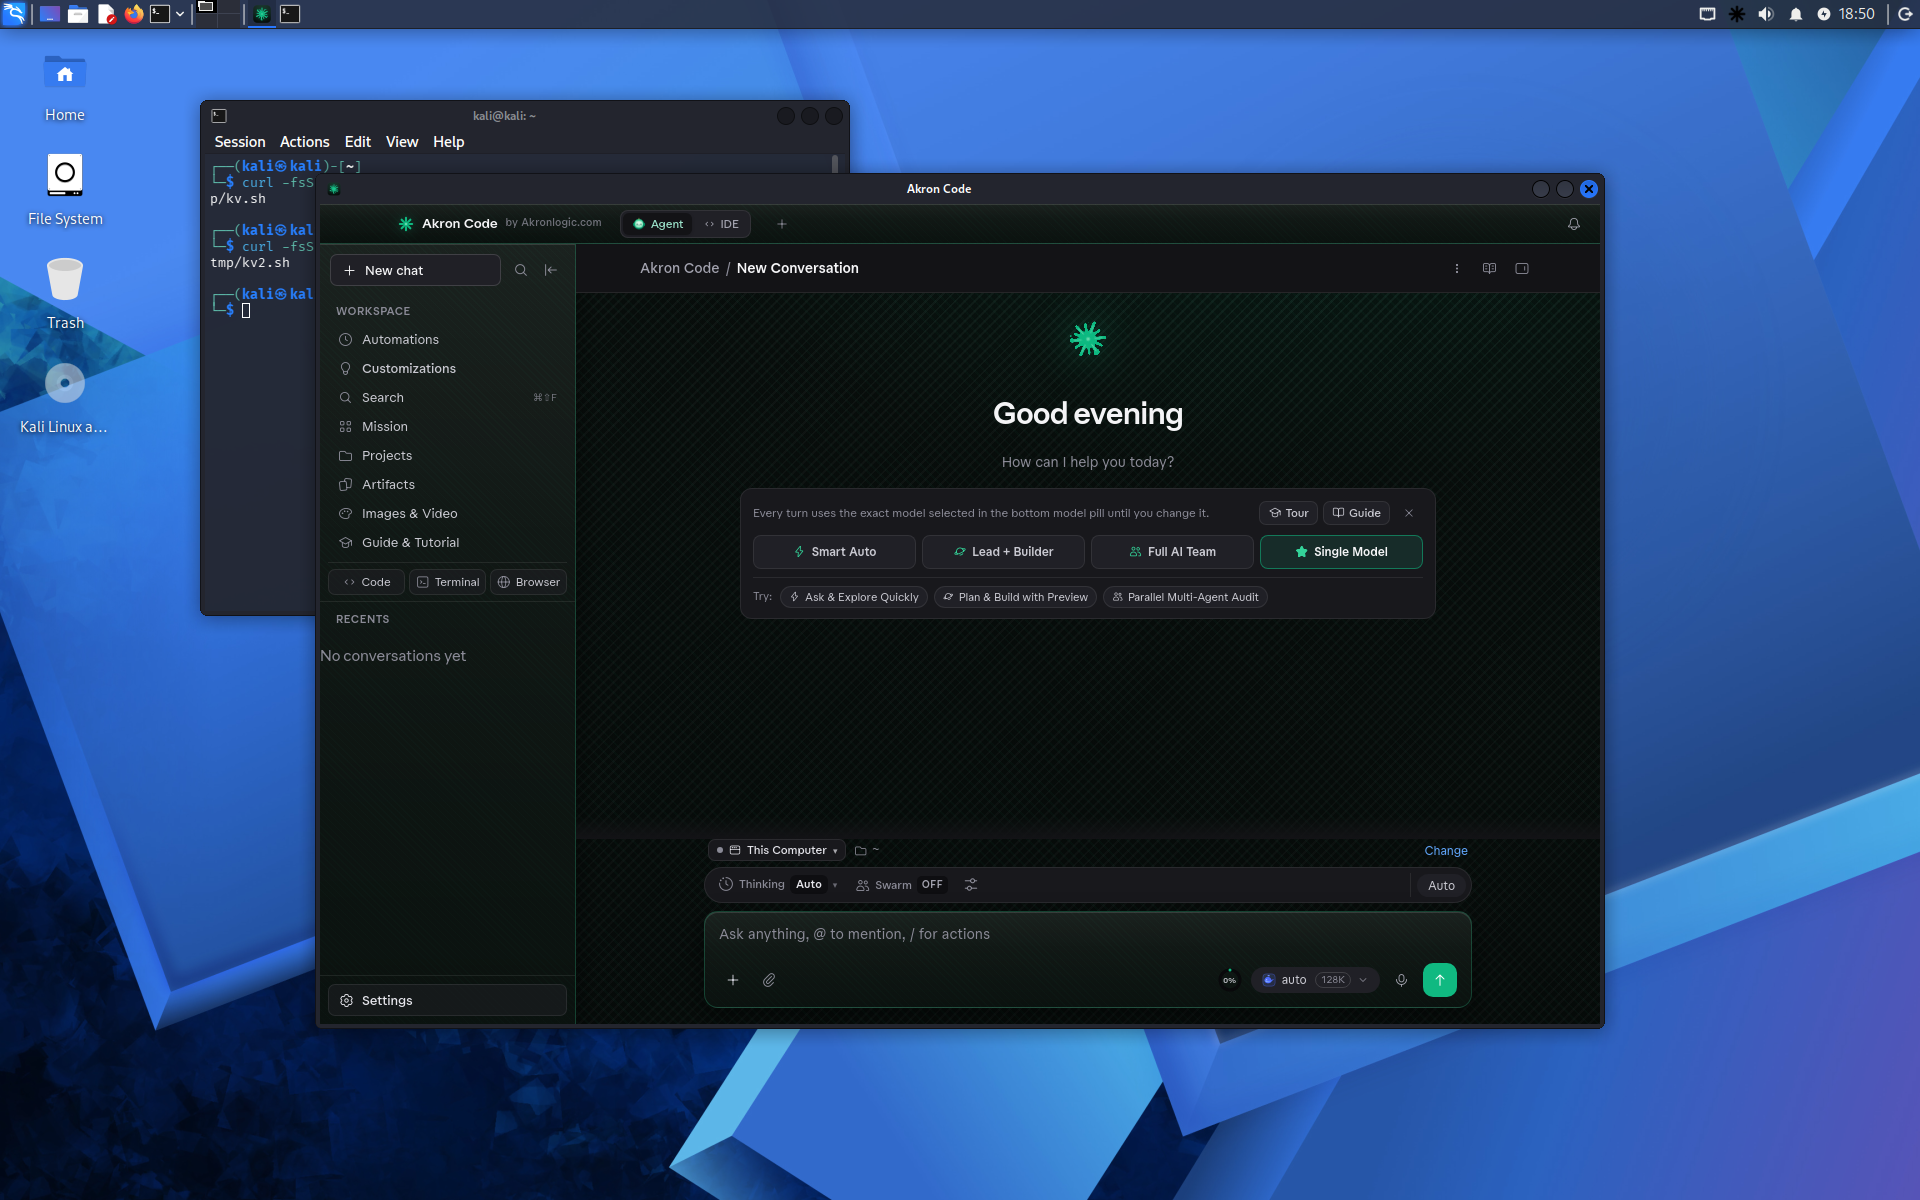 18:50
Home
File System
Trash
Kali Linux a...
kali@kali: ~
Session Actions Edit View Help
┌──(kali㉿kali)-[~]
└─$ curl -fsS
p/kv.sh
┌──(kali㉿kal
└─$ curl -fsS
tmp/kv2.sh
┌──(kali㉿kal
└─$
Akron Code
Akron Code by Akronlogic.com Agent IDE
New chat
WORKSPACE
Automations
Customizations
Search ⌘⇧F
Mission
Projects
Artifacts
Images & Video
Guide & Tutorial
Code Terminal Browser
RECENTS
No conversations yet
Settings
Akron Code / New Conversation
Good evening
How can I help you today?
Every turn uses the exact model selected in the bottom model pill until you change it. Tour Guide
Smart Auto Lead + Builder Full AI Team Single Model
Try: Ask & Explore Quickly Plan & Build with Preview Parallel Multi-Agent Audit
This Computer ~ Change
Thinking Auto Swarm OFF Auto
Ask anything, @ to mention, / for actions
0% auto 128K